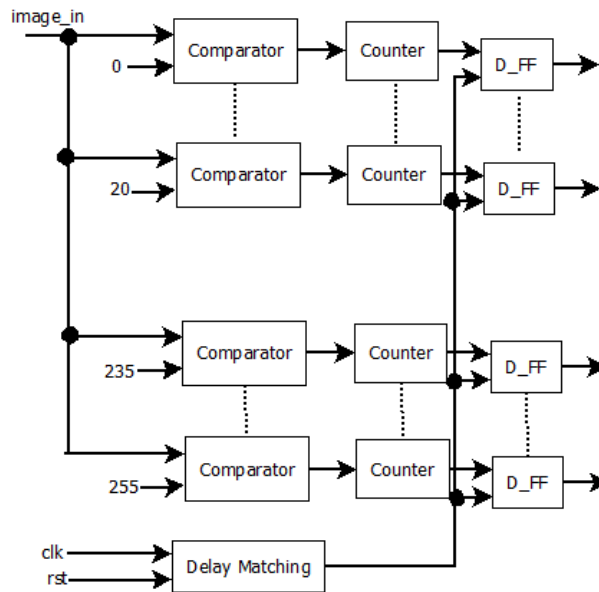 image_in
Comparator
Counter
D_FF
0
Comparator
Counter
D_FF
20
Comparator
Counter
D_FF
235
Comparator
Counter
D_FF
255
clk
Delay Matching
rst